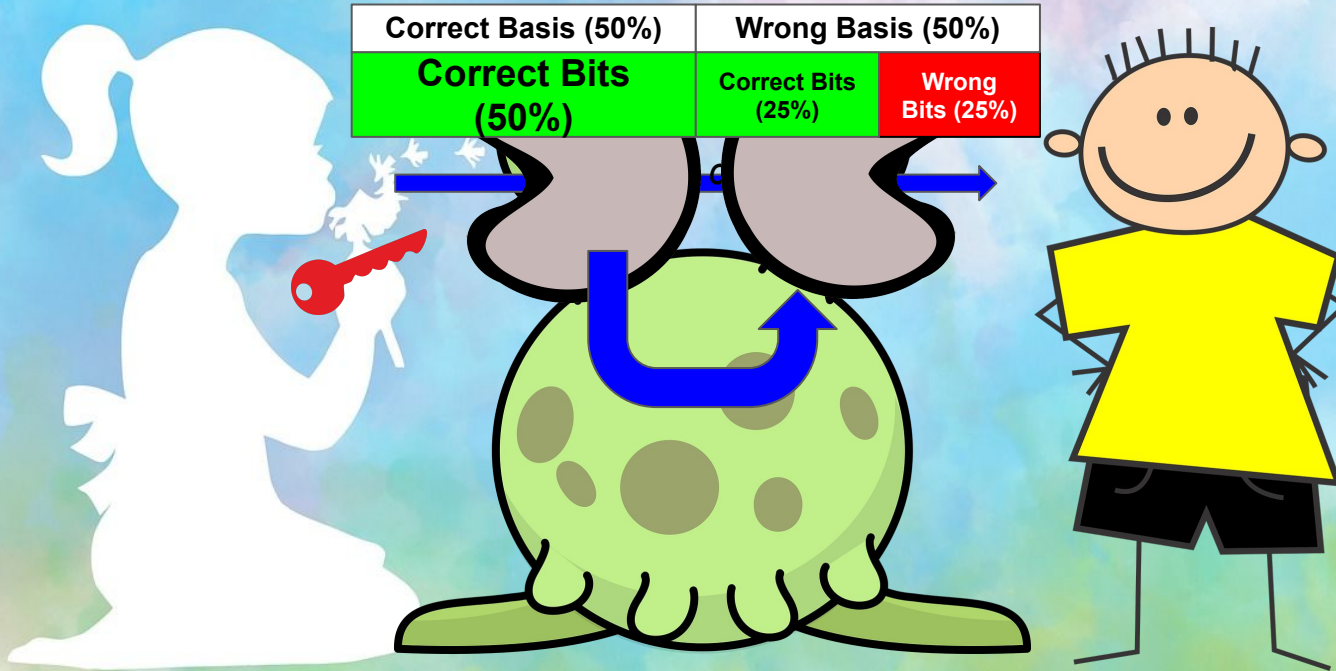 Correct Basis (50%)
Wrong Basis (50%)
Correct Bits
(50%)
Correct Bits
(25%)
Wrong
Bits (25%)